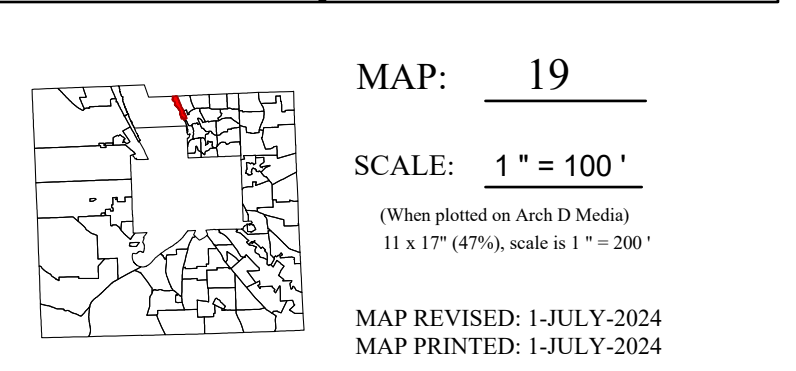 MAP: 19
SCALE: 1 " = 100 '
(When plotted on Arch D Media)
11 x 17" (47%), scale is 1 " = 200 '
MAP REVISED: 1-JULY-2024
MAP PRINTED: 1-JULY-2024